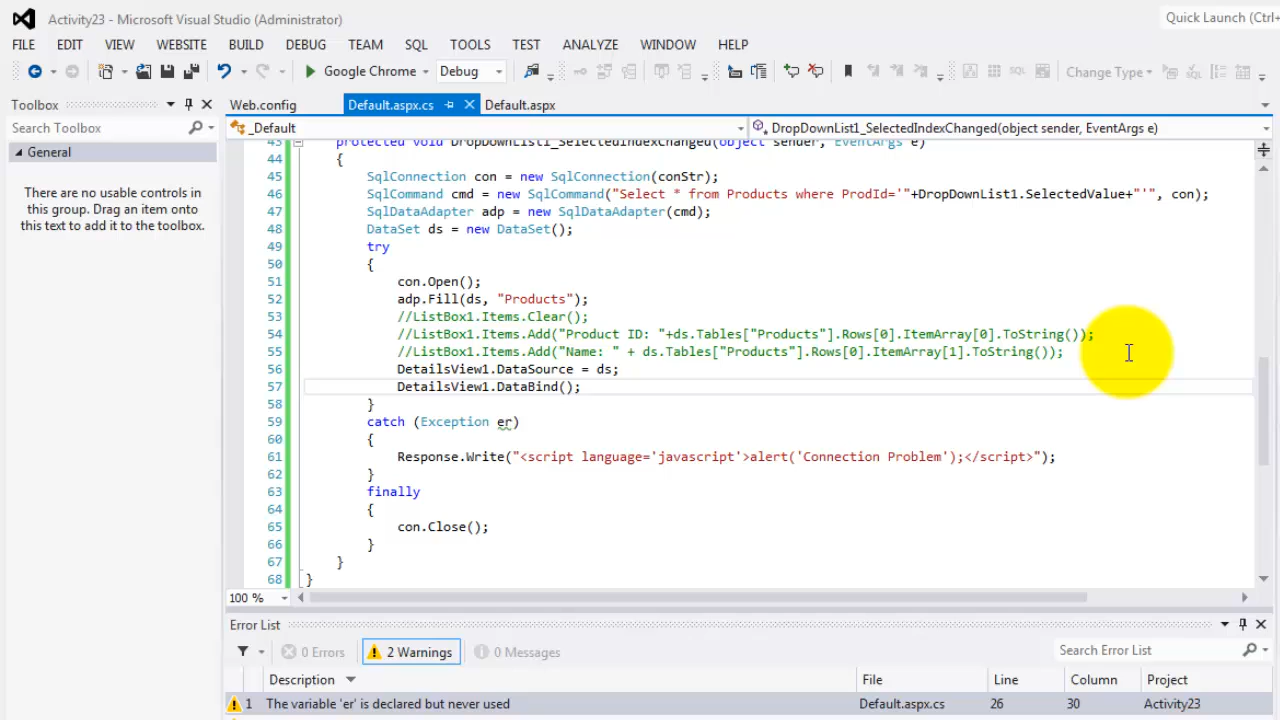 Activity23 - Microsoft Visual Studio (Administrator)
Quick Launch (Ctrl+
FILE EDIT VIEW WEBSITE BUILD DEBUG TEAM SQL TOOLS TEST ANALYZE WINDOW HELP
Google Chrome Debug Change Type
Toolbox
Web.config Default.aspx.cs Default.aspx
Search Toolbox
_Default DropDownList1_SelectedIndexChanged(object sender, EventArgs e)
General
There are no usable controls in
this group. Drag an item onto
this text to add it to the toolbox.
43 protected void DropDownList1_SelectedIndexChanged(object sender, EventArgs e)
44 {
45 SqlConnection con = new SqlConnection(conStr);
46 SqlCommand cmd = new SqlCommand("Select * from Products where ProdId='"+DropDownList1.SelectedValue+"'", con);
47 SqlDataAdapter adp = new SqlDataAdapter(cmd);
48 DataSet ds = new DataSet();
49 try
50 {
51 con.Open();
52 adp.Fill(ds, "Products");
53 //ListBox1.Items.Clear();
54 //ListBox1.Items.Add("Product ID: "+ds.Tables["Products"].Rows[0].ItemArray[0].ToString());
55 //ListBox1.Items.Add("Name: " + ds.Tables["Products"].Rows[0].ItemArray[1].ToString());
56 DetailsView1.DataSource = ds;
57 DetailsView1.DataBind();
58 }
59 catch (Exception er)
60 {
61 Response.Write("<script language='javascript'>alert('Connection Problem');</script>");
62 }
63 finally
64 {
65 con.Close();
66 }
67 }
68 }
100 %
Error List
0 Errors 2 Warnings 0 Messages Search Error List
Description File Line Column Project
1 The variable 'er' is declared but never used Default.aspx.cs 26 30 Activity23